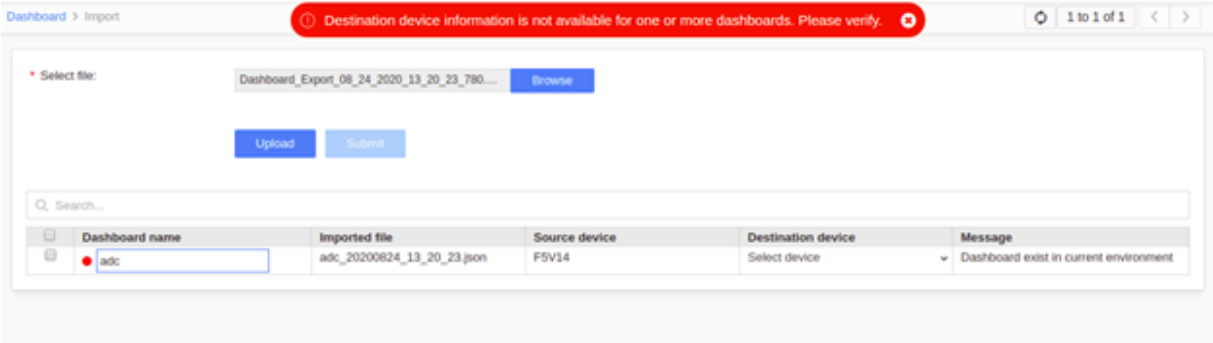 Dashboard > Import
Destination device information is not available for one or more dashboards. Please verify.
1 to 1 of 1
* Select file:
Dashboard_Export_08_24_2020_13_20_23_780....
Browse
Upload
Submit
Search...
Dashboard name Imported file Source device Destination device Message
adc adc_20200824_13_20_23.json F5V14 Select device Dashboard exist in current environment